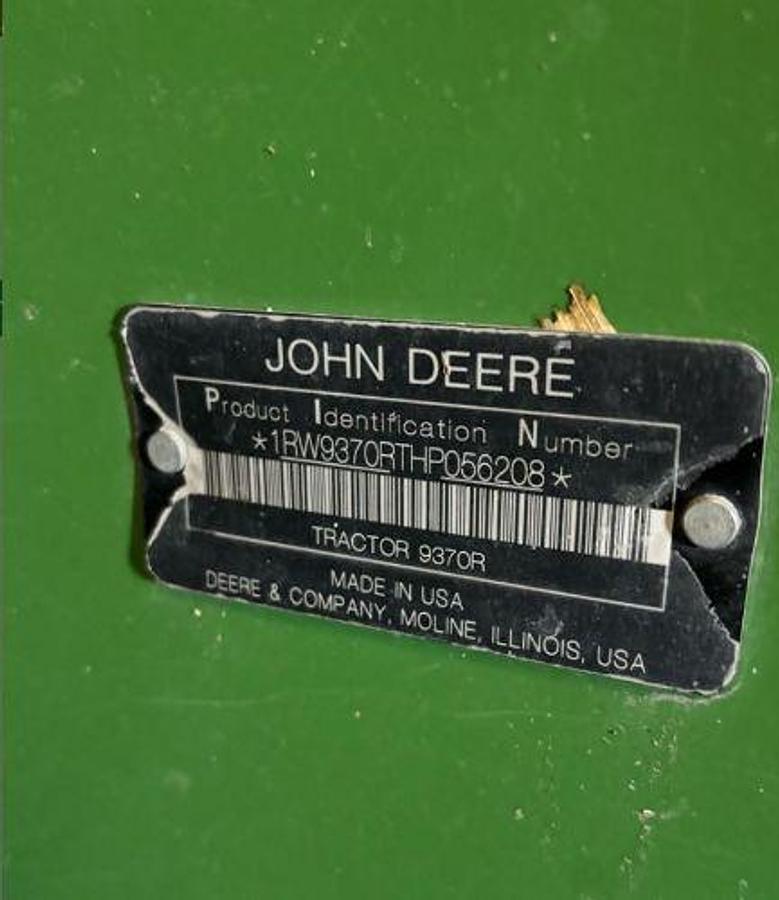 JOHN DEERE
Product Identification Number
*1RW9370RTHP056208*
TRACTOR 9370R
MADE IN USA
DEERE & COMPANY, MOLINE, ILLINOIS, USA